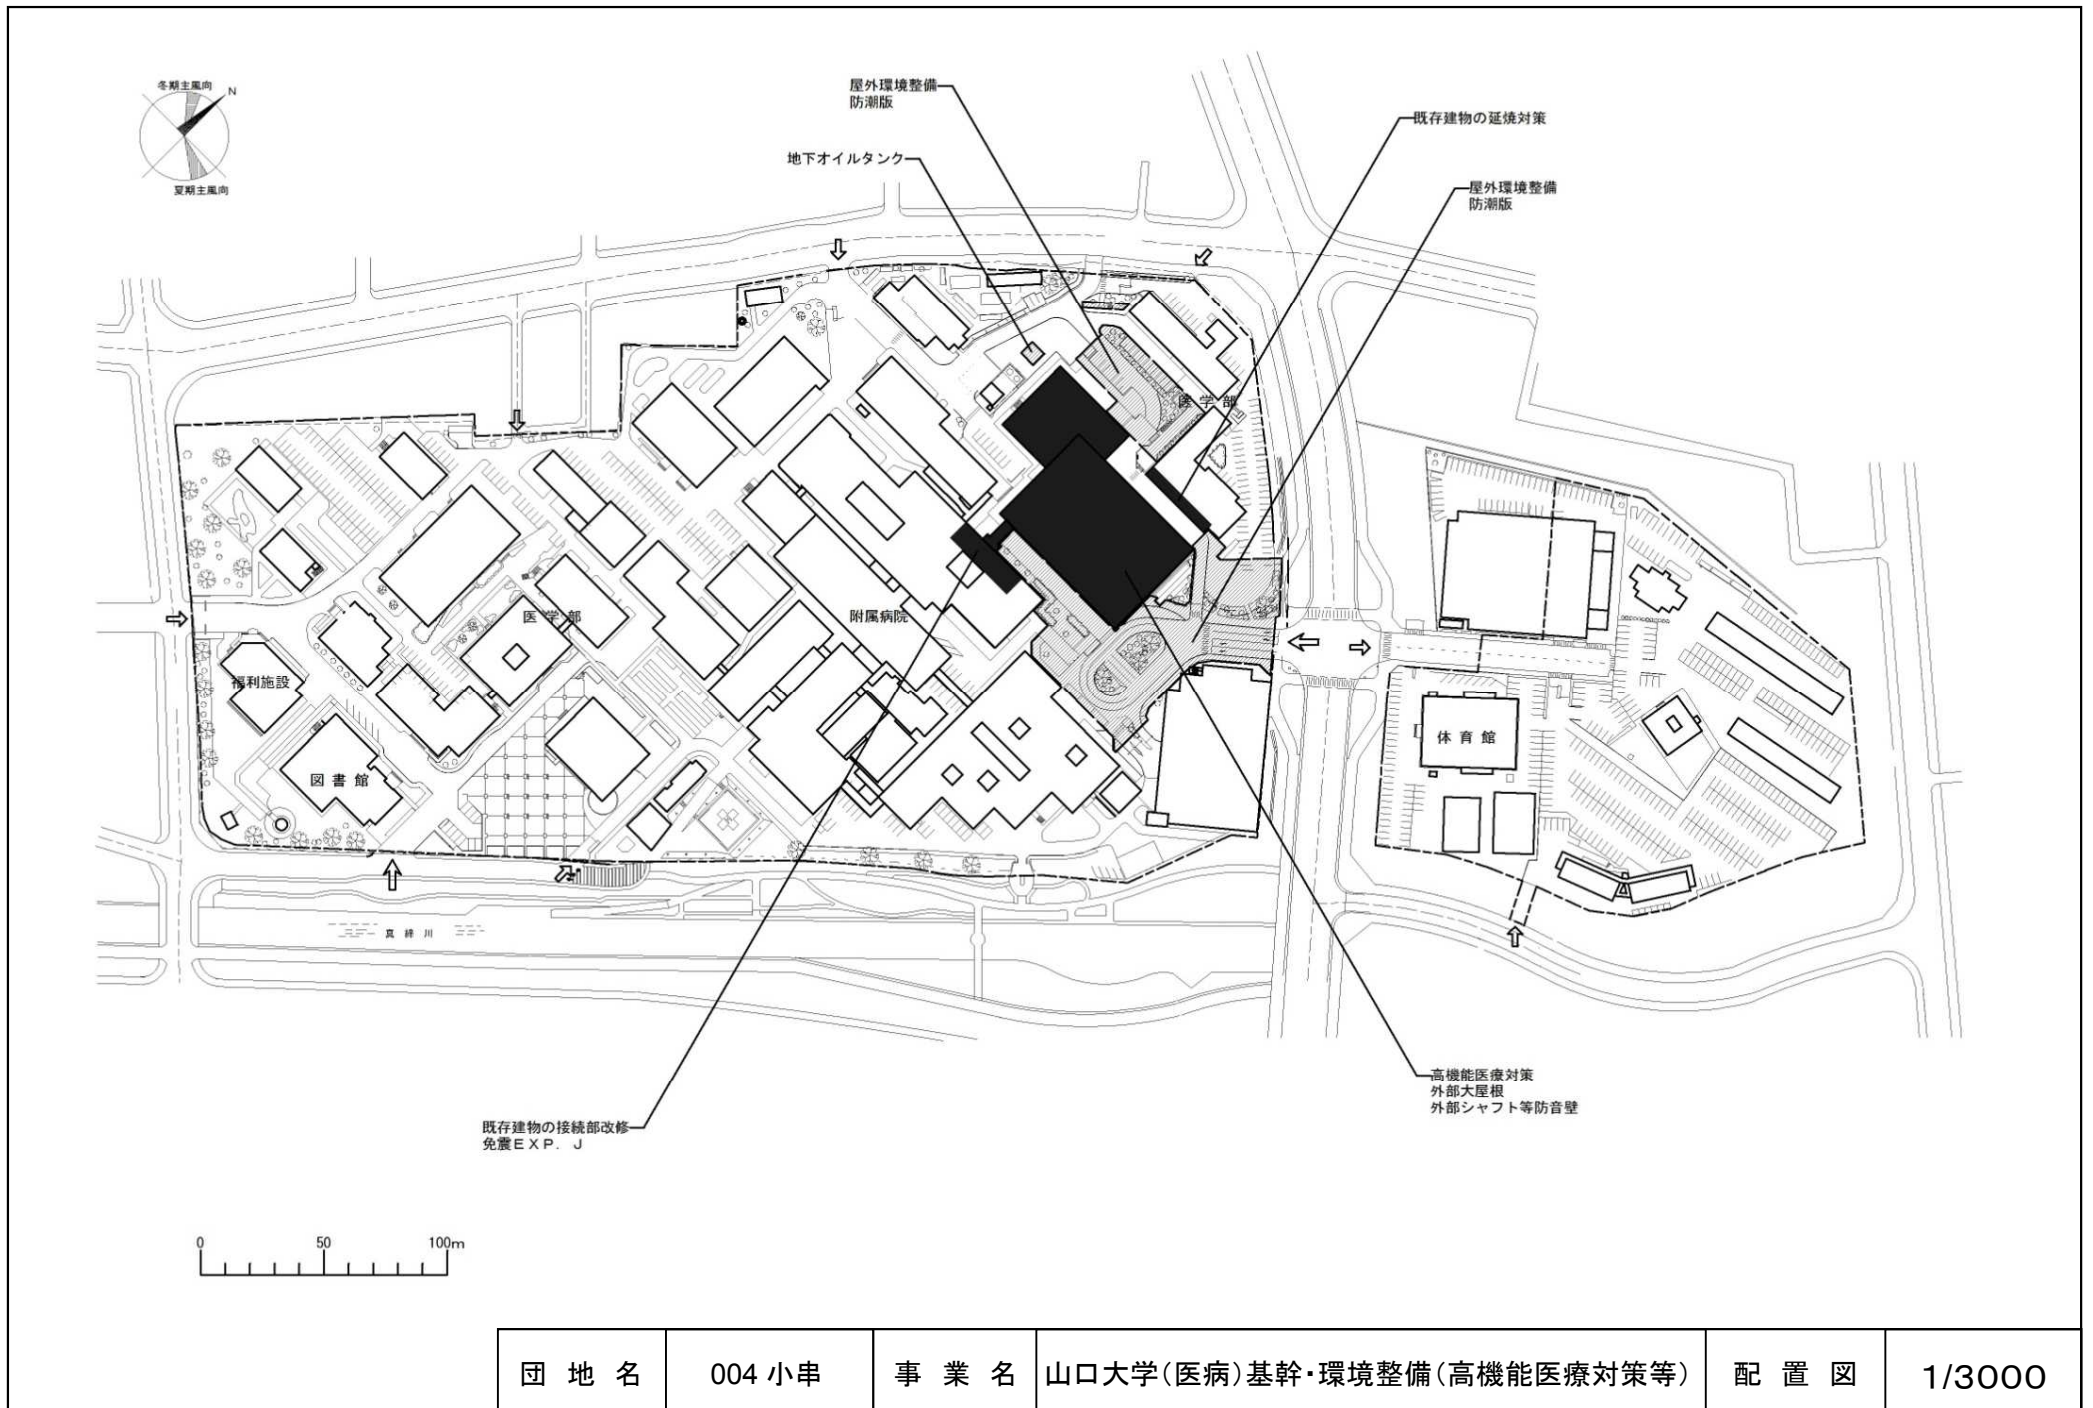 冬期主風向
N
夏期主風向
屋外環境整備
防潮版
既存建物の延焼対策
地下オイルタンク
屋外環境整備
防潮版
医学部
医学部
附属病院
福利施設
体育館
図書館
真締川
高機能医療対策
外部大屋根
外部シャフト等防音壁
既存建物の接続部改修
免震ＥＸＰ．Ｊ
0 50 100m
団地名 004 小串 事業名 山口大学（医病）基幹・環境整備（高機能医療対策等） 配置図 1/3000